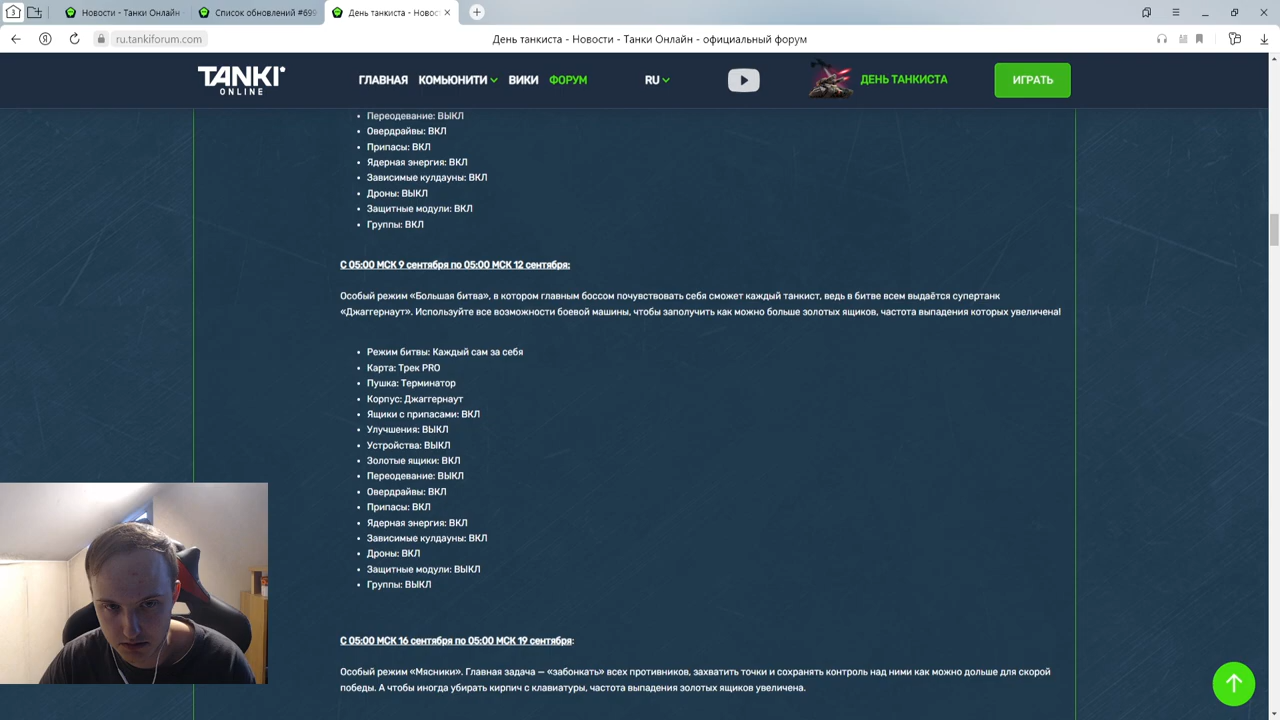 Новости - Танки Онлайн
Список обновлений #699
День танкиста - Новос
ru.tankiforum.com
День танкиста - Новости - Танки Онлайн - официальный форум
TANKI
ONLINE
ГЛАВНАЯ
КОМЬЮНИТИ
ВИКИ
ФОРУМ
RU
ДЕНЬ ТАНКИСТА
ИГРАТЬ
Переодевание: ВЫКЛ
Овердрайвы: ВКЛ
Припасы: ВКЛ
Ядерная энергия: ВКЛ
Зависимые кулдауны: ВКЛ
Дроны: ВЫКЛ
Защитные модули: ВКЛ
Группы: ВКЛ
С 05:00 МСК 9 сентября по 05:00 МСК 12 сентября:
Особый режим «Большая битва», в котором главным боссом почувствовать себя сможет каждый танкист, ведь в битве всем выдаётся супертанк
«Джаггернаут». Используйте все возможности боевой машины, чтобы заполучить как можно больше золотых ящиков, частота выпадения которых увеличена!
Режим битвы: Каждый сам за себя
Карта: Трек PRO
Пушка: Терминатор
Корпус: Джаггернаут
Ящики с припасами: ВКЛ
Улучшения: ВЫКЛ
Устройства: ВЫКЛ
Золотые ящики: ВКЛ
Переодевание: ВЫКЛ
Овердрайвы: ВКЛ
Припасы: ВКЛ
Ядерная энергия: ВКЛ
Зависимые кулдауны: ВКЛ
Дроны: ВКЛ
Защитные модули: ВЫКЛ
Группы: ВЫКЛ
С 05:00 МСК 16 сентября по 05:00 МСК 19 сентября:
Особый режим «Мясники». Главная задача — «забонкать» всех противников, захватить точки и сохранять контроль над ними как можно дольше для скорой
победы. А чтобы иногда убирать кирпич с клавиатуры, частота выпадения золотых ящиков увеличена.